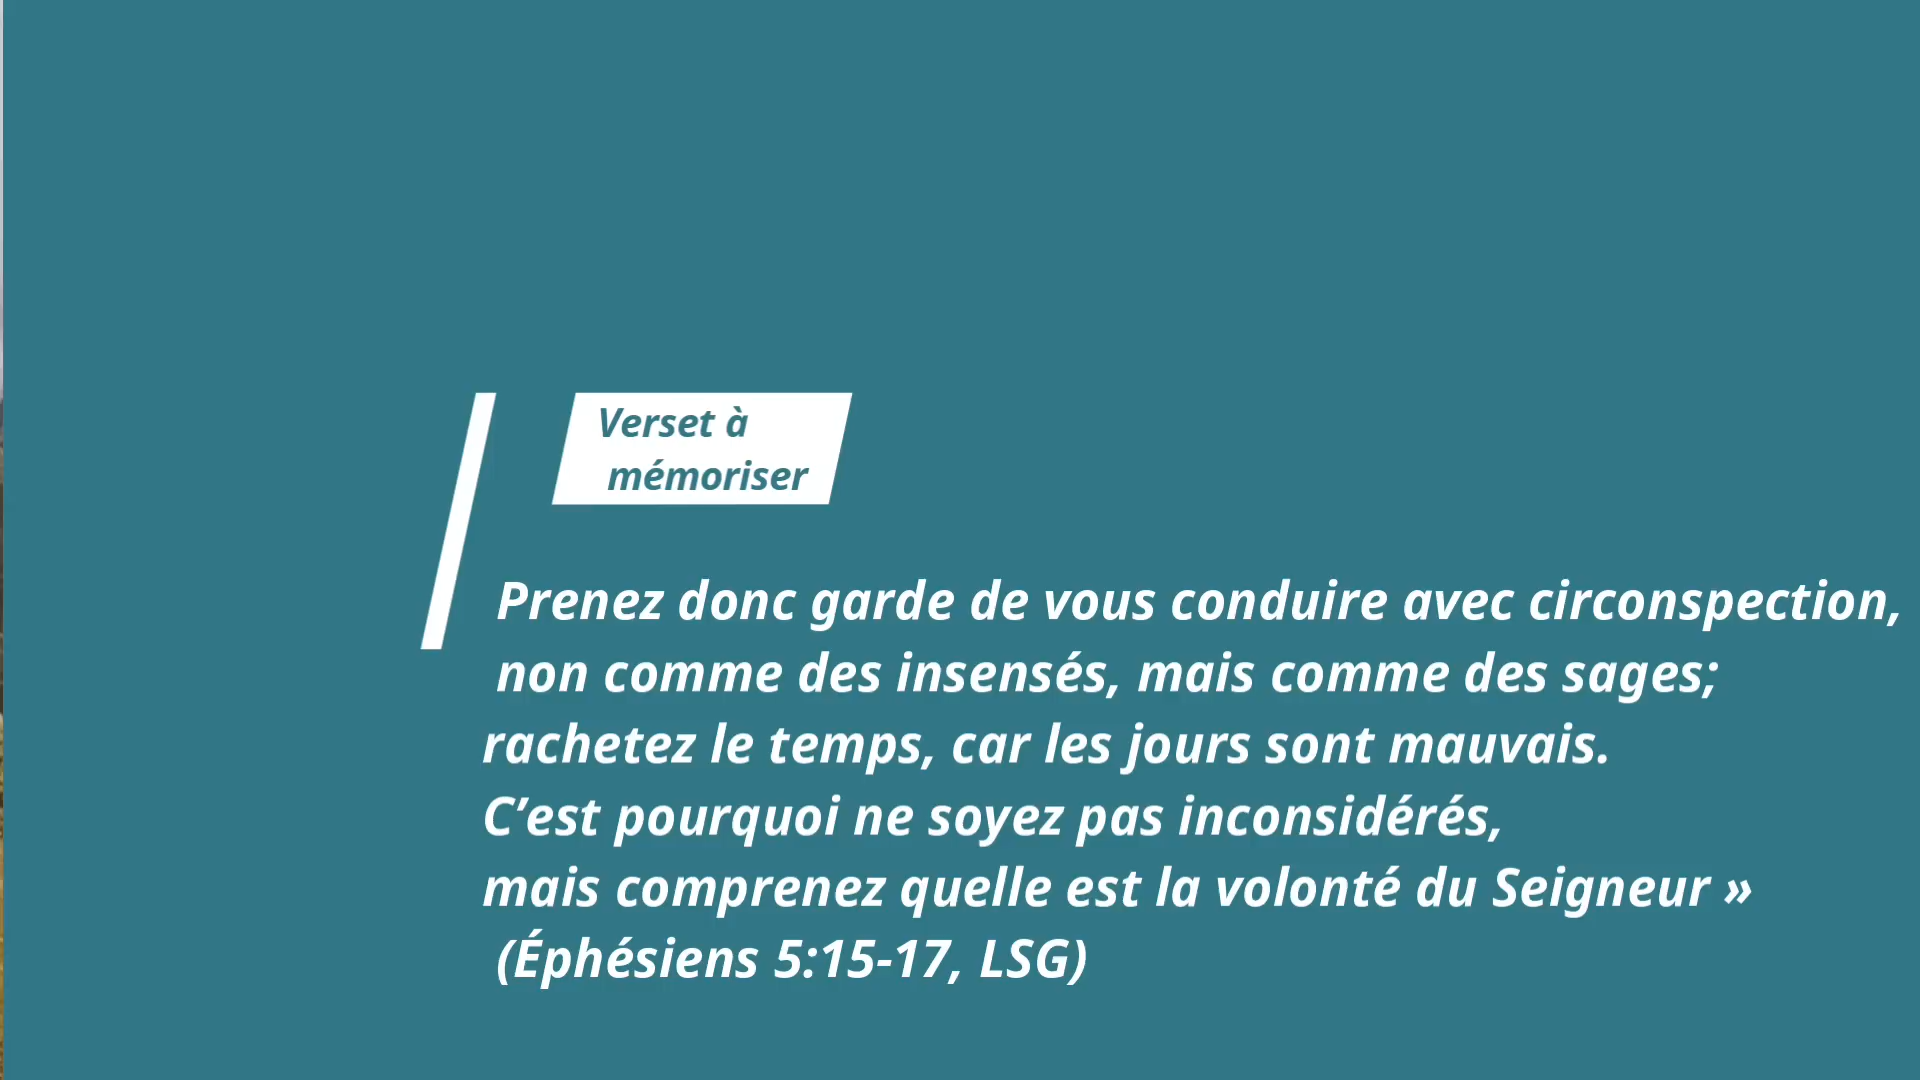 Verset à
mémoriser
Prenez donc garde de vous conduire avec circonspection,
non comme des insensés, mais comme des sages;
rachetez le temps, car les jours sont mauvais.
C’est pourquoi ne soyez pas inconsidérés,
mais comprenez quelle est la volonté du Seigneur »
(Éphésiens 5:15-17, LSG)